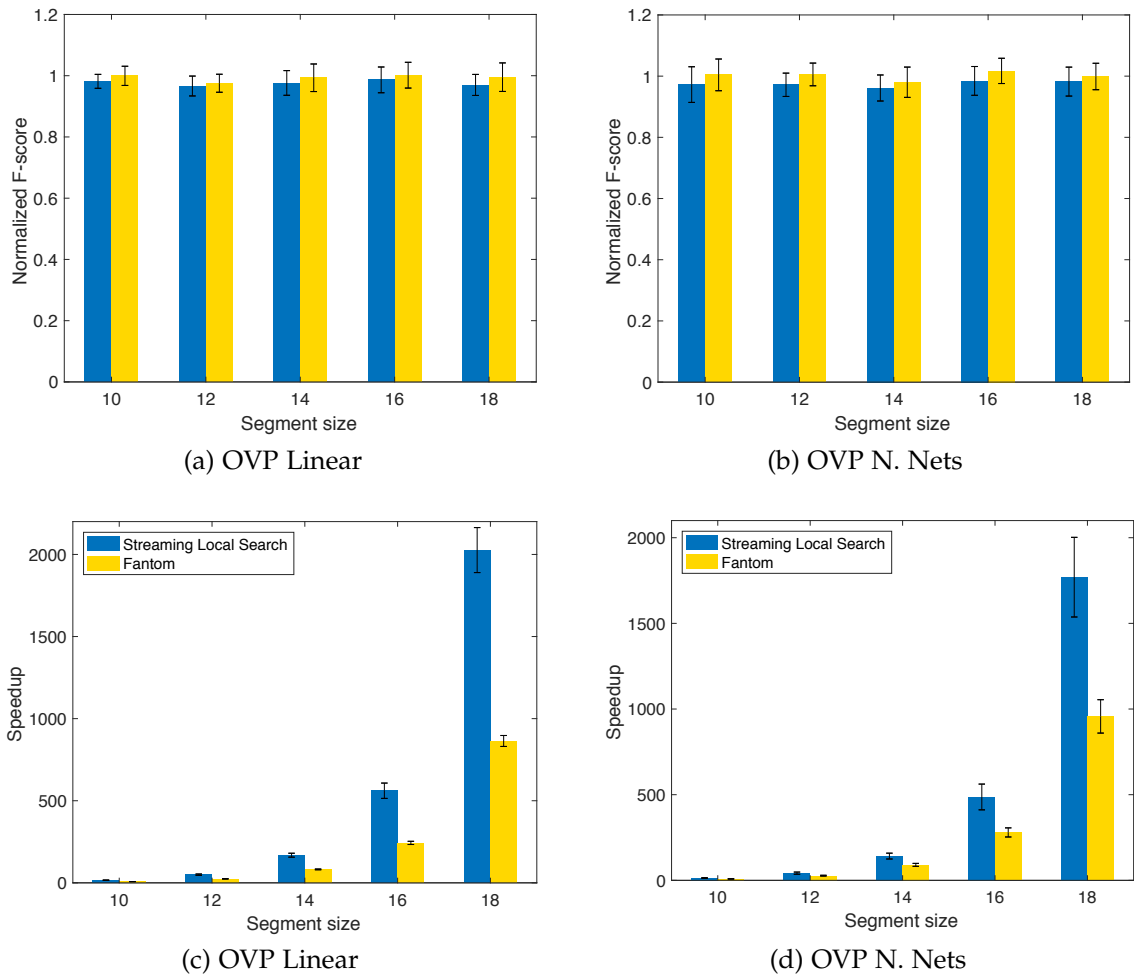 1.2
1
0.8
0.6
0.4
0.2
0
Normalized F-score
10 12 14 16 18
Segment size
(a) OVP Linear
1.2
1
0.8
0.6
0.4
0.2
0
Normalized F-score
10 12 14 16 18
Segment size
(b) OVP N. Nets
2000
1500
1000
500
0
Speedup
Streaming Local Search
Fantom
10 12 14 16 18
Segment size
(c) OVP Linear
2000
1500
1000
500
0
Speedup
Streaming Local Search
Fantom
10 12 14 16 18
Segment size
(d) OVP N. Nets